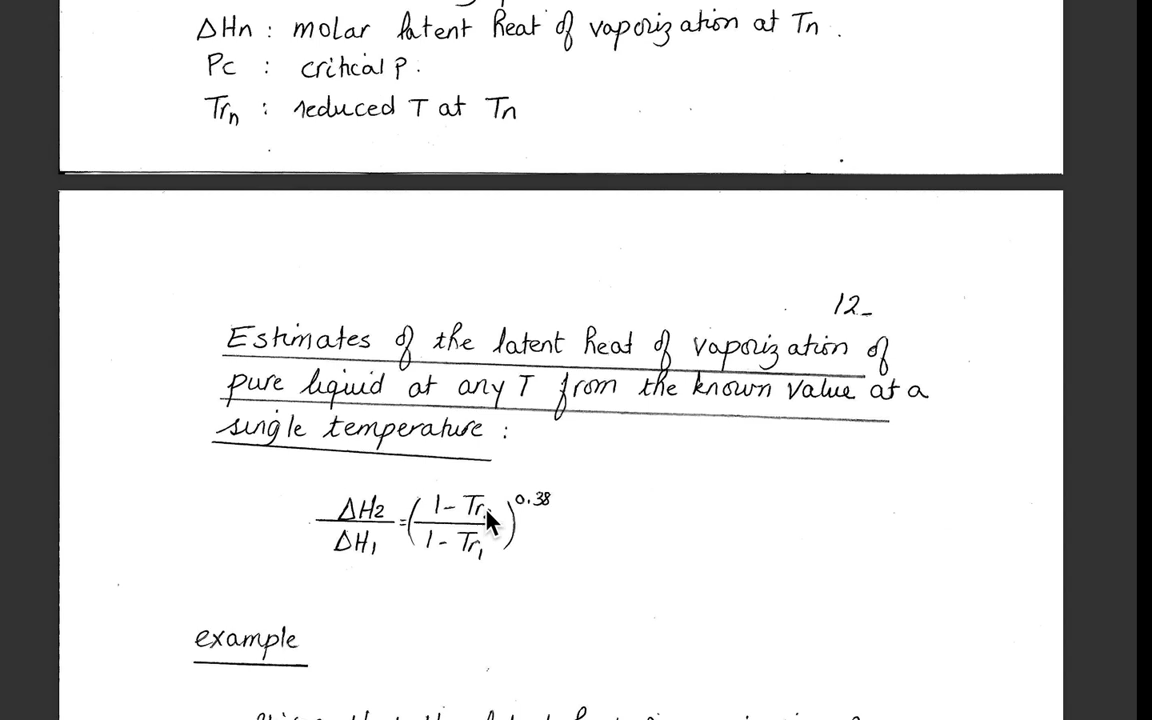 ΔHn : molar latent heat of vaporization at Tn .
Pc : critical P .
Trn : reduced T at Tn
12-
Estimates of the latent heat of vaporization of
pure liquid at any T from the known value at a
single temperature :
ΔH2 / ΔH1 = ( 1 - Tr / 1 - Tr1 )^0.38
example